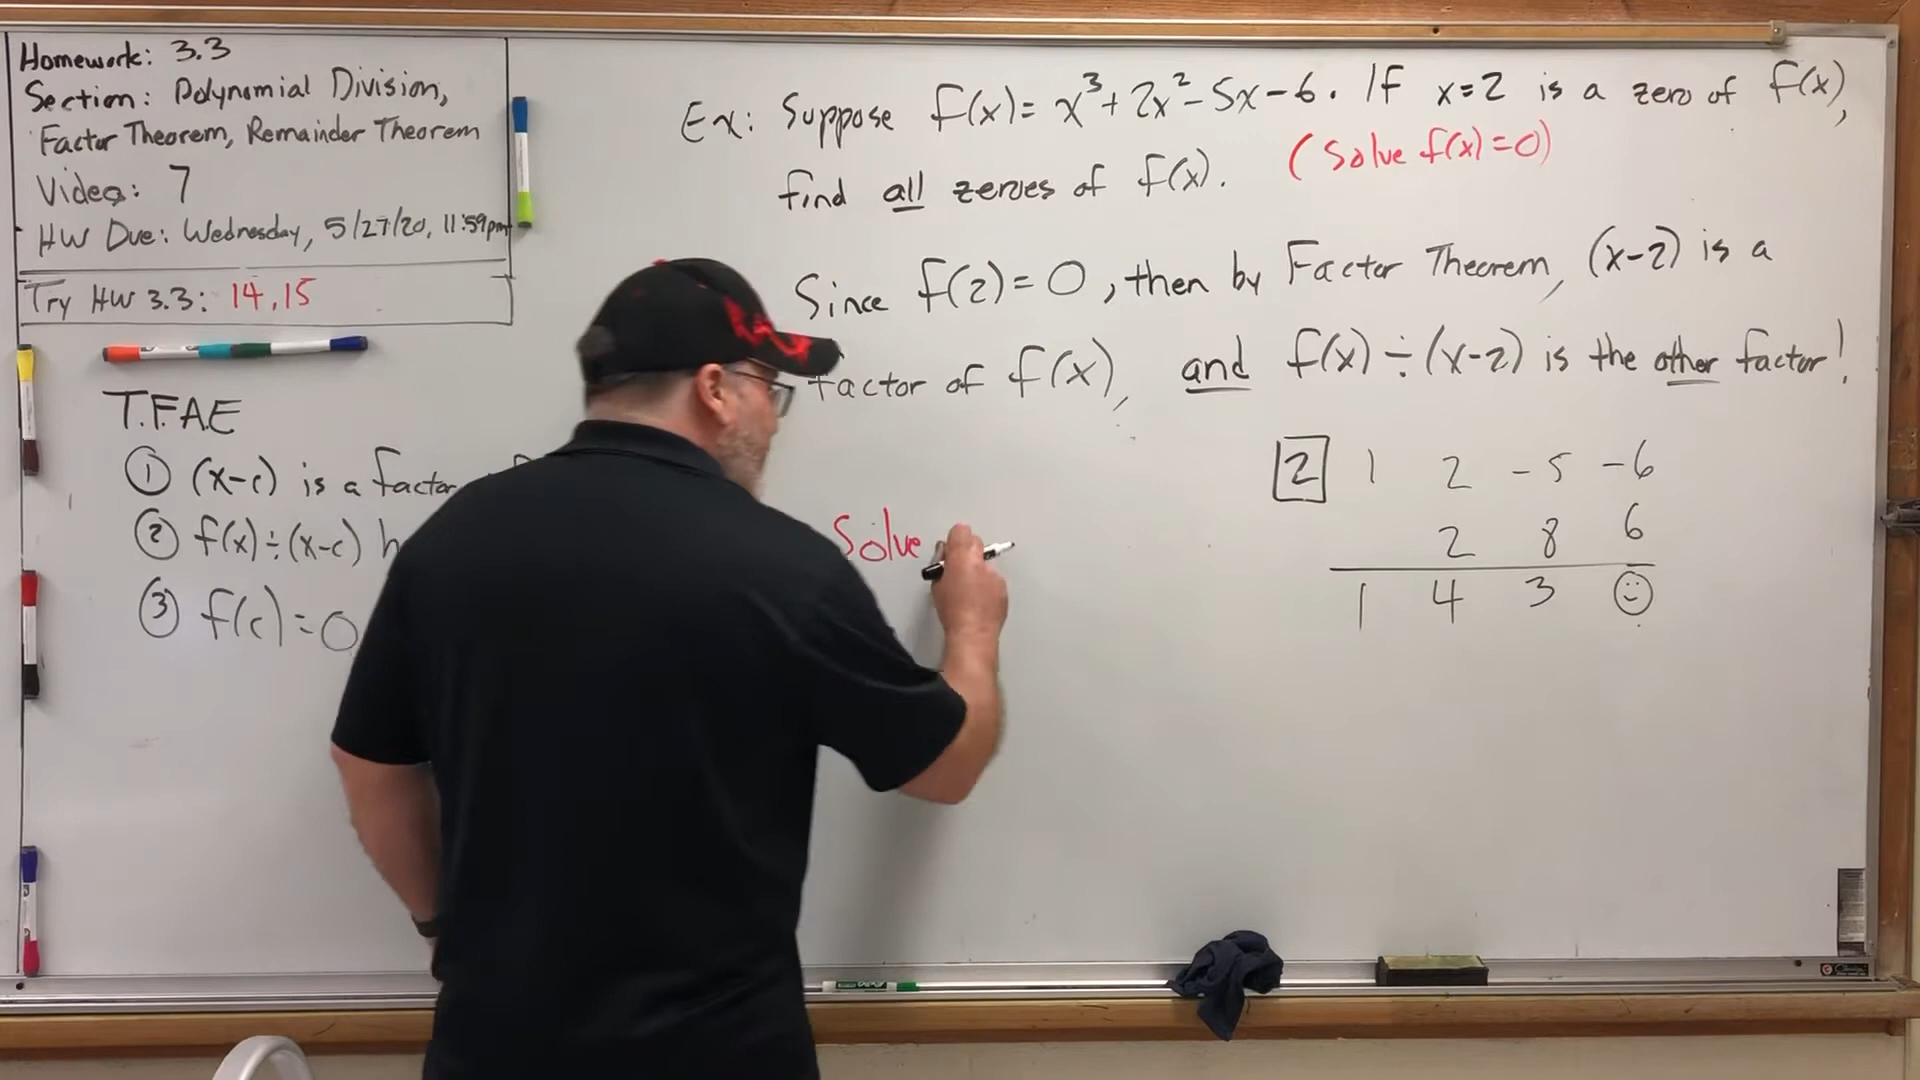 Homework: 3.3
Section: Polynomial Division,
Factor Theorem, Remainder Theorem
Video: 7
HW Due: Wednesday, 5/27/20, 11:59pm
Try HW 3.3: 14,15
T.F.A.E
① (x-c) is a factor
② f(x)÷(x-c)
③ f(c)=0
Ex: Suppose f(x)= x³+2x²-5x-6. If x=2 is a zero of f(x),
find all zeroes of f(x). (Solve f(x)=0)
Since f(2)=0, then by Factor Theorem, (x-2) is a
factor of f(x), and f(x)÷(x-2) is the other factor!
2 1 2 -5 -6
2 8 6
1 4 3 ☺
Solve